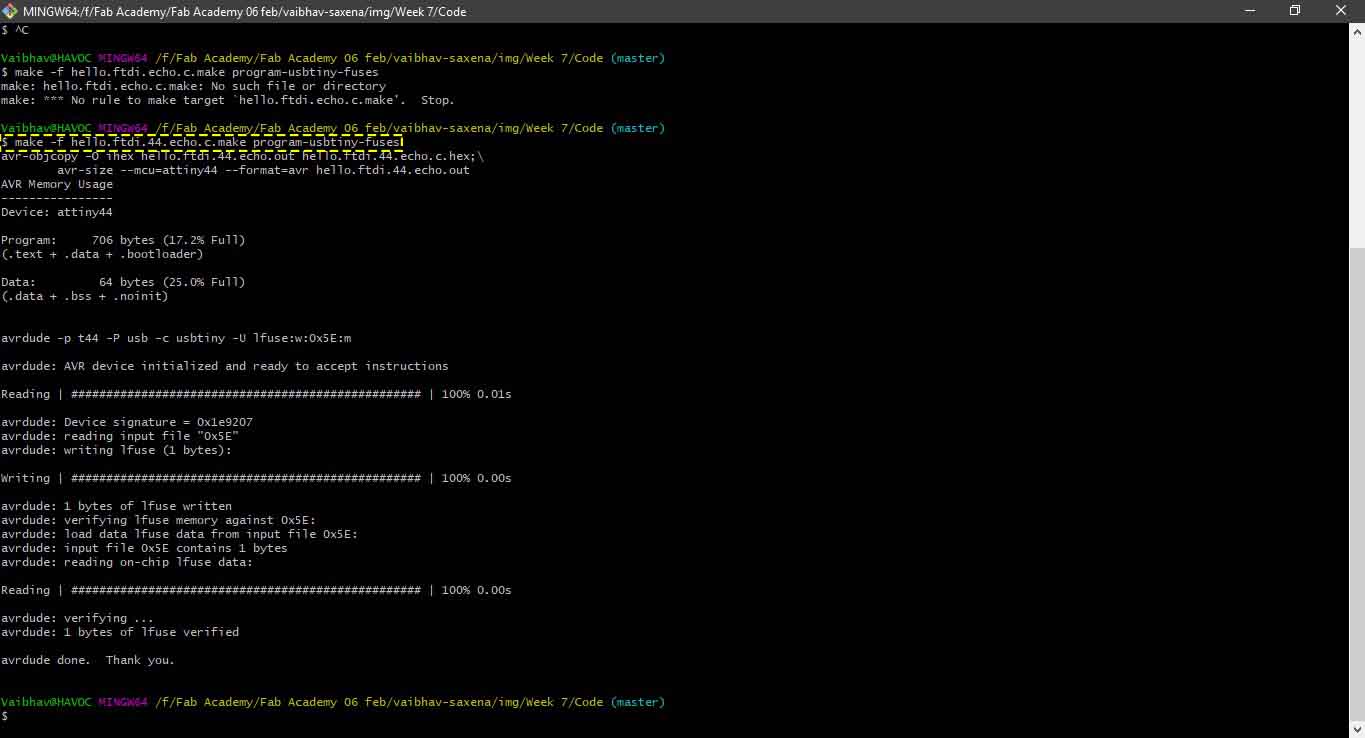 MINGW64:/f/Fab Academy/Fab Academy 06 feb/vaibhav-saxena/img/Week 7/Code
$ ^C
Vaibhav@HAVOC MINGW64 /f/Fab Academy/Fab Academy 06 feb/vaibhav-saxena/img/Week 7/Code (master)
$ make -f hello.ftdi.echo.c.make program-usbtiny-fuses
make: hello.ftdi.echo.c.make: No such file or directory
make: *** No rule to make target `hello.ftdi.echo.c.make'.  Stop.
Vaibhav@HAVOC MINGW64 /f/Fab Academy/Fab Academy 06 feb/vaibhav-saxena/img/Week 7/Code (master)
$ make -f hello.ftdi.44.echo.c.make program-usbtiny-fuses
avr-objcopy -O ihex hello.ftdi.44.echo.out hello.ftdi.44.echo.c.hex;\
        avr-size --mcu=attiny44 --format=avr hello.ftdi.44.echo.out
AVR Memory Usage
----------------
Device: attiny44
Program:     706 bytes (17.2% Full)
(.text + .data + .bootloader)
Data:         64 bytes (25.0% Full)
(.data + .bss + .noinit)
avrdude -p t44 -P usb -c usbtiny -U lfuse:w:0x5E:m
avrdude: AVR device initialized and ready to accept instructions
Reading | ################################################## | 100% 0.01s
avrdude: Device signature = 0x1e9207
avrdude: reading input file "0x5E"
avrdude: writing lfuse (1 bytes):
Writing | ################################################## | 100% 0.00s
avrdude: 1 bytes of lfuse written
avrdude: verifying lfuse memory against 0x5E:
avrdude: load data lfuse data from input file 0x5E:
avrdude: input file 0x5E contains 1 bytes
avrdude: reading on-chip lfuse data:
Reading | ################################################## | 100% 0.00s
avrdude: verifying ...
avrdude: 1 bytes of lfuse verified
avrdude done.  Thank you.
Vaibhav@HAVOC MINGW64 /f/Fab Academy/Fab Academy 06 feb/vaibhav-saxena/img/Week 7/Code (master)
$